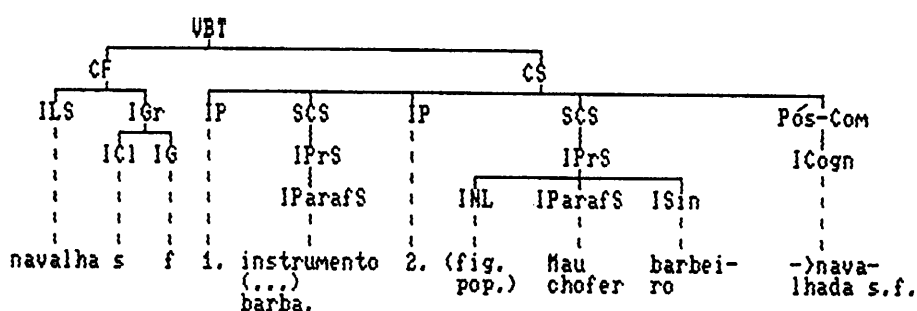 VBT
CF CS
ILS IGr IP SCS IP SCS Pós-Com
ICl IG IPrS IPrS ICogn
IParafS INL IParafS ISin
navalha s f 1. instrumento 2. (fig. Mau barbei- ->nava-
(...) pop.) chofer ro lhada s.f.
barba.